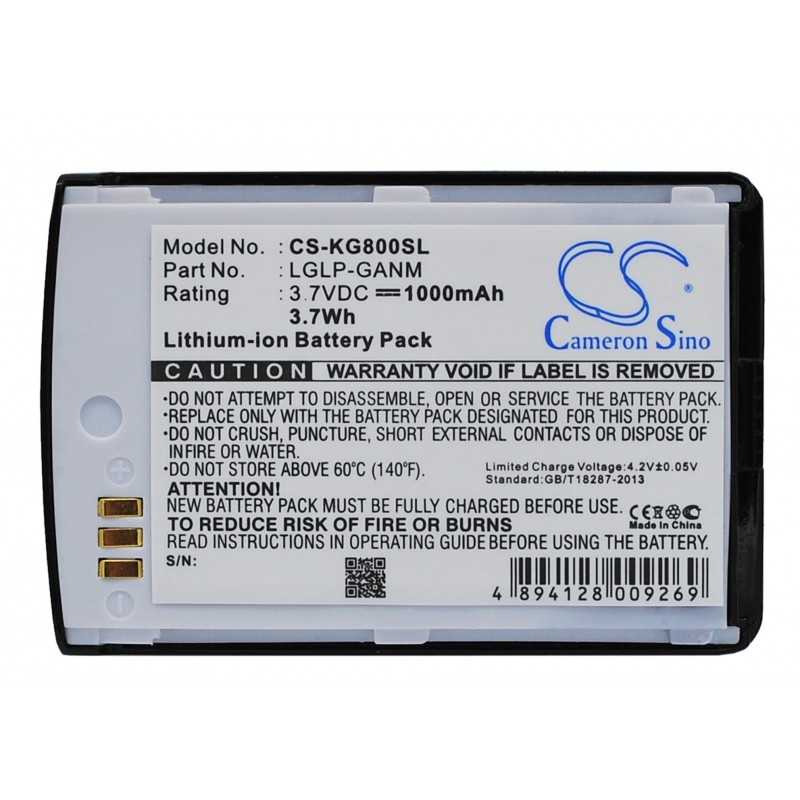 Model No. : CS-KG800SL
Part No. : LGLP-GANM
Rating : 3.7VDC 1000mAh
3.7Wh
Lithium-ion Battery Pack
CS
Cameron Sino
CAUTION WARRANTY VOID IF LABEL IS REMOVED
•DO NOT ATTEMPT TO DISASSEMBLE, OPEN OR SERVICE THE BATTERY PACK.
•REPLACE ONLY WITH THE BATTERY PACK DESIGNATED FOR THIS PRODUCT.
•DO NOT CRUSH, PUNCTURE, SHORT EXTERNAL CONTACTS OR DISPOSE OF IN FIRE OR WATER.
•DO NOT STORE ABOVE 60°C (140°F)
Limited Charge Voltage:4.2V±0.05V
Standard:GB/T18287-2013
ATTENTION!
NEW BATTERY PACK MUST BE FULLY CHARGED BEFORE USE
TO REDUCE RISK OF FIRE OR BURNS
READ INSTRUCTIONS IN OPERATING GUIDE BEFORE USING THE BATTERY.
CE
Made in China
S/N:
4 894128 009269
+
-